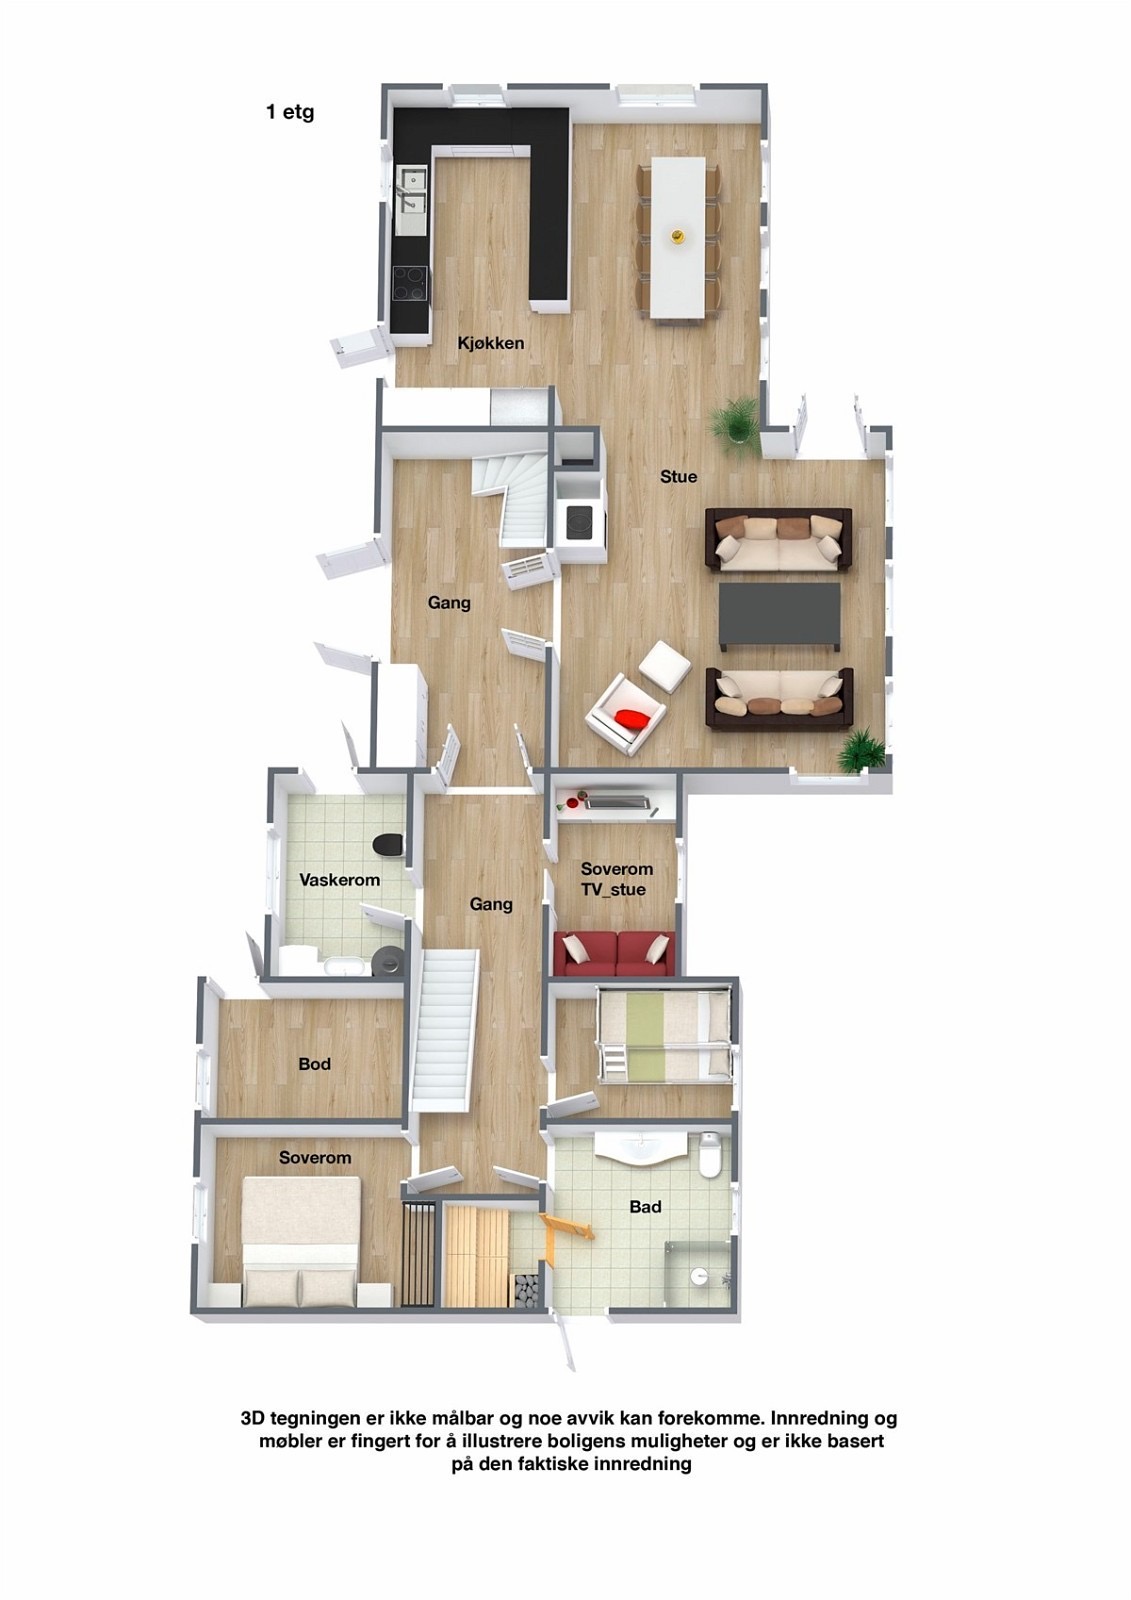 1 etg
Kjøkken
Stue
Gang
Soverom
TV_stue
Vaskerom
Gang
Bod
Soverom
Bad
3D tegningen er ikke målbar og noe avvik kan forekomme. Innredning og
møbler er fingert for å illustrere boligens muligheter og er ikke basert
på den faktiske innredning